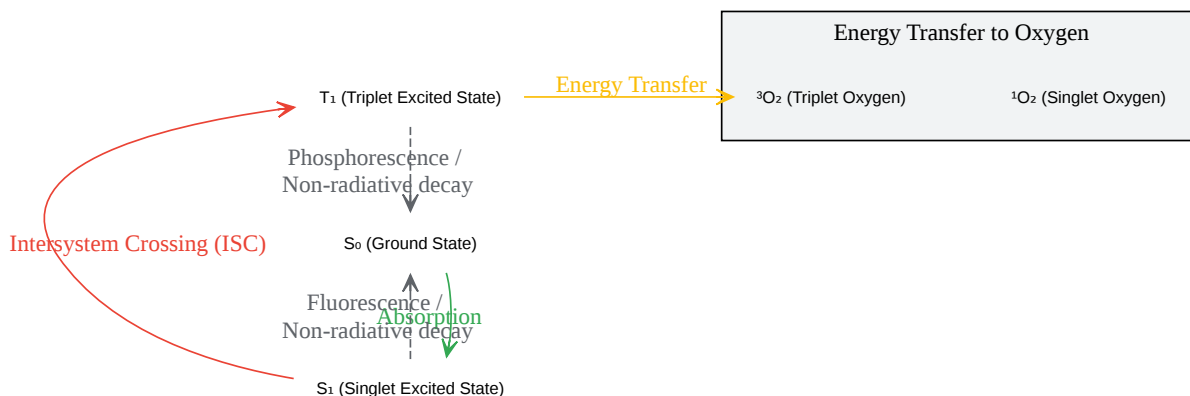 Energy Transfer to Oxygen
Energy Transfer
T₁ (Triplet Excited State)
³O₂ (Triplet Oxygen)
¹O₂ (Singlet Oxygen)
Phosphorescence /
Non-radiative decay
Intersystem Crossing (ISC)
S₀ (Ground State)
Fluorescence /
Non-radiative decay
Absorption
S₁ (Singlet Excited State)